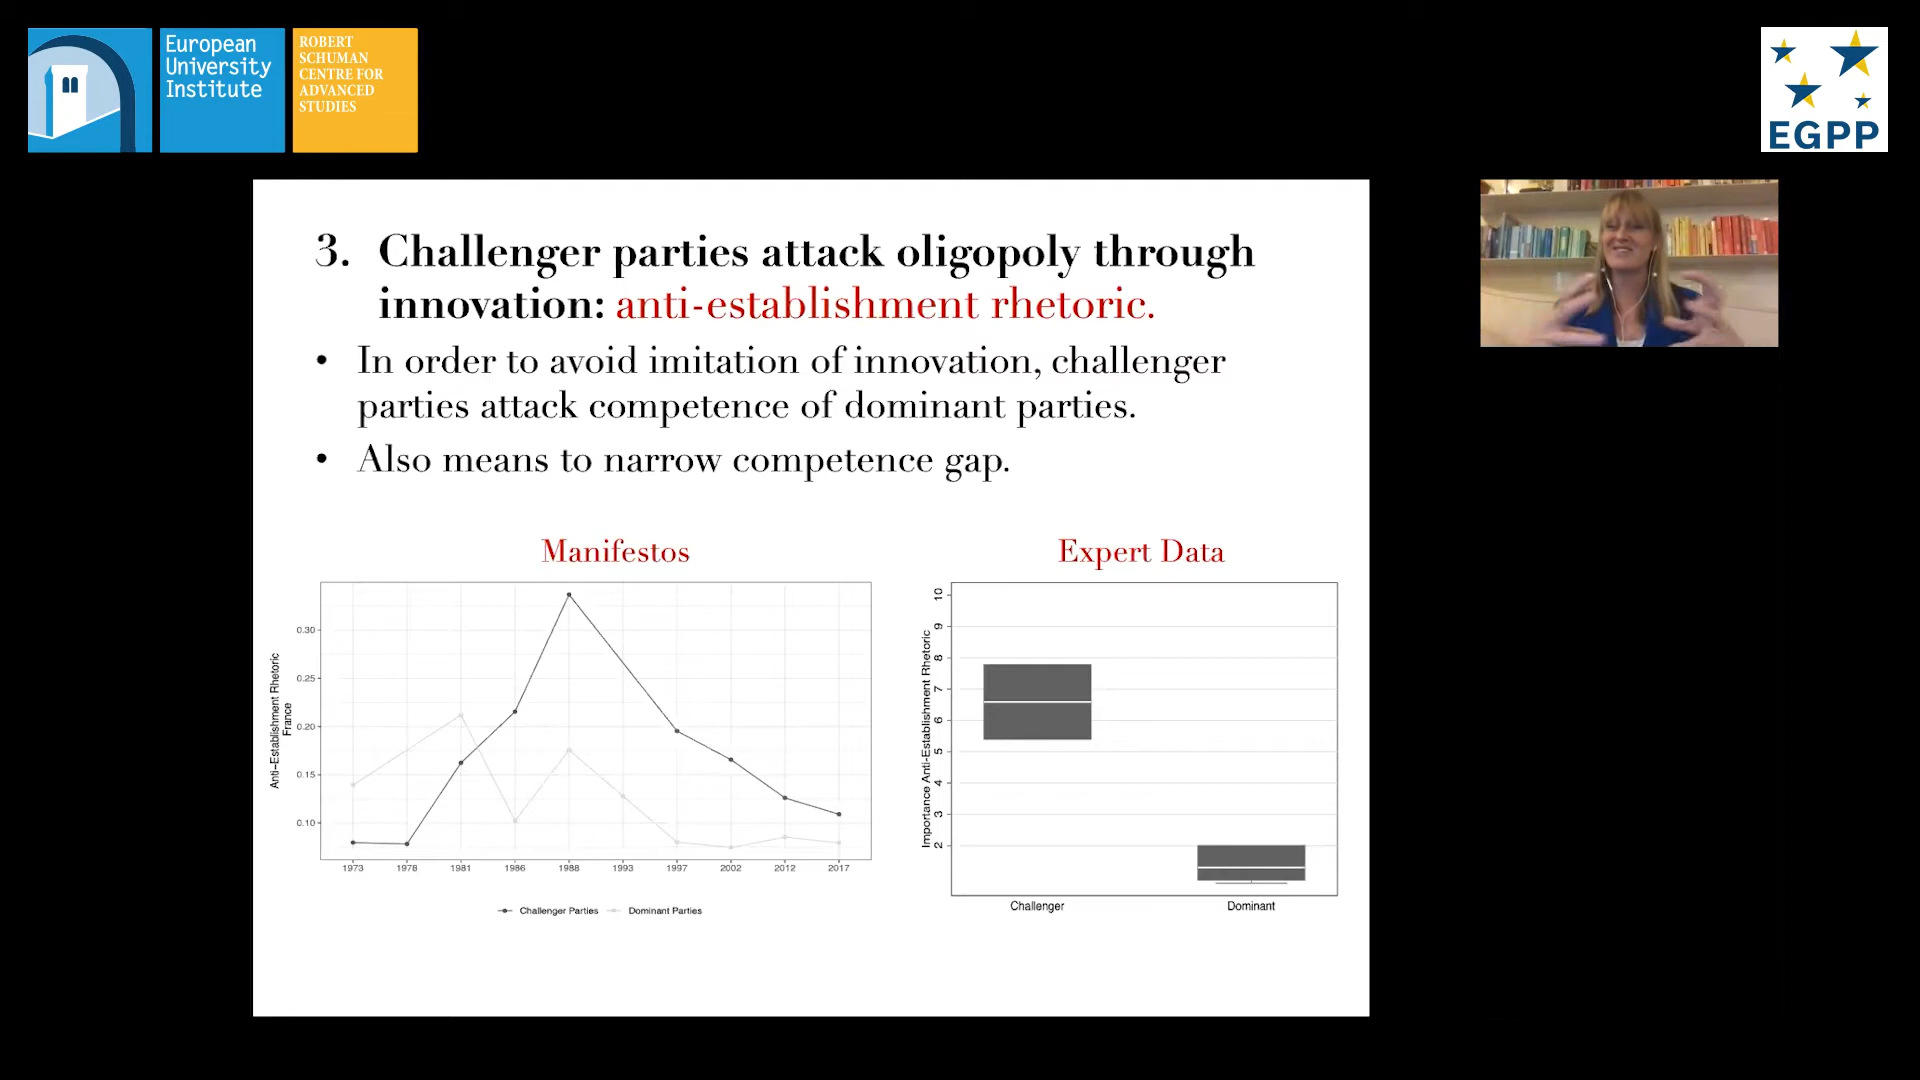 European
University
Institute
ROBERT
SCHUMAN
CENTRE FOR
ADVANCED
STUDIES
EGPP
3. Challenger parties attack oligopoly through
innovation: anti-establishment rhetoric.
• In order to avoid imitation of innovation, challenger
parties attack competence of dominant parties.
• Also means to narrow competence gap.
Manifestos
Anti-Establishment Rhetoric
France
0.30
0.25
0.20
0.15
0.10
1973 1978 1981 1986 1988 1993 1997 2002 2012 2017
Challenger Parties Dominant Parties
Expert Data
Importance Anti-Establishment Rhetoric
10
9
8
7
6
5
4
3
2
Challenger Dominant